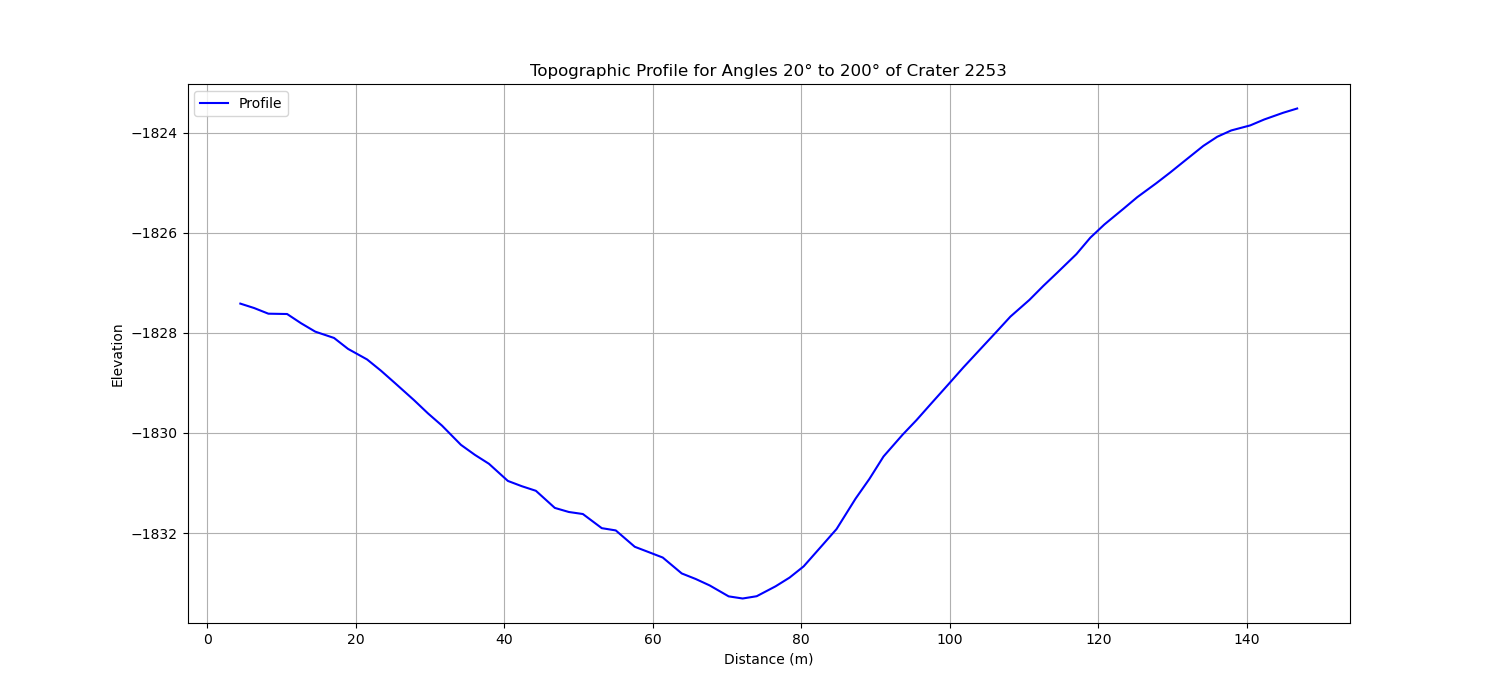 Topographic Profile for Angles 20° to 200° of Crater 2253
Profile
−1824
−1826
−1828
−1830
−1832
Elevation
0 20 40 60 80 100 120 140
Distance (m)